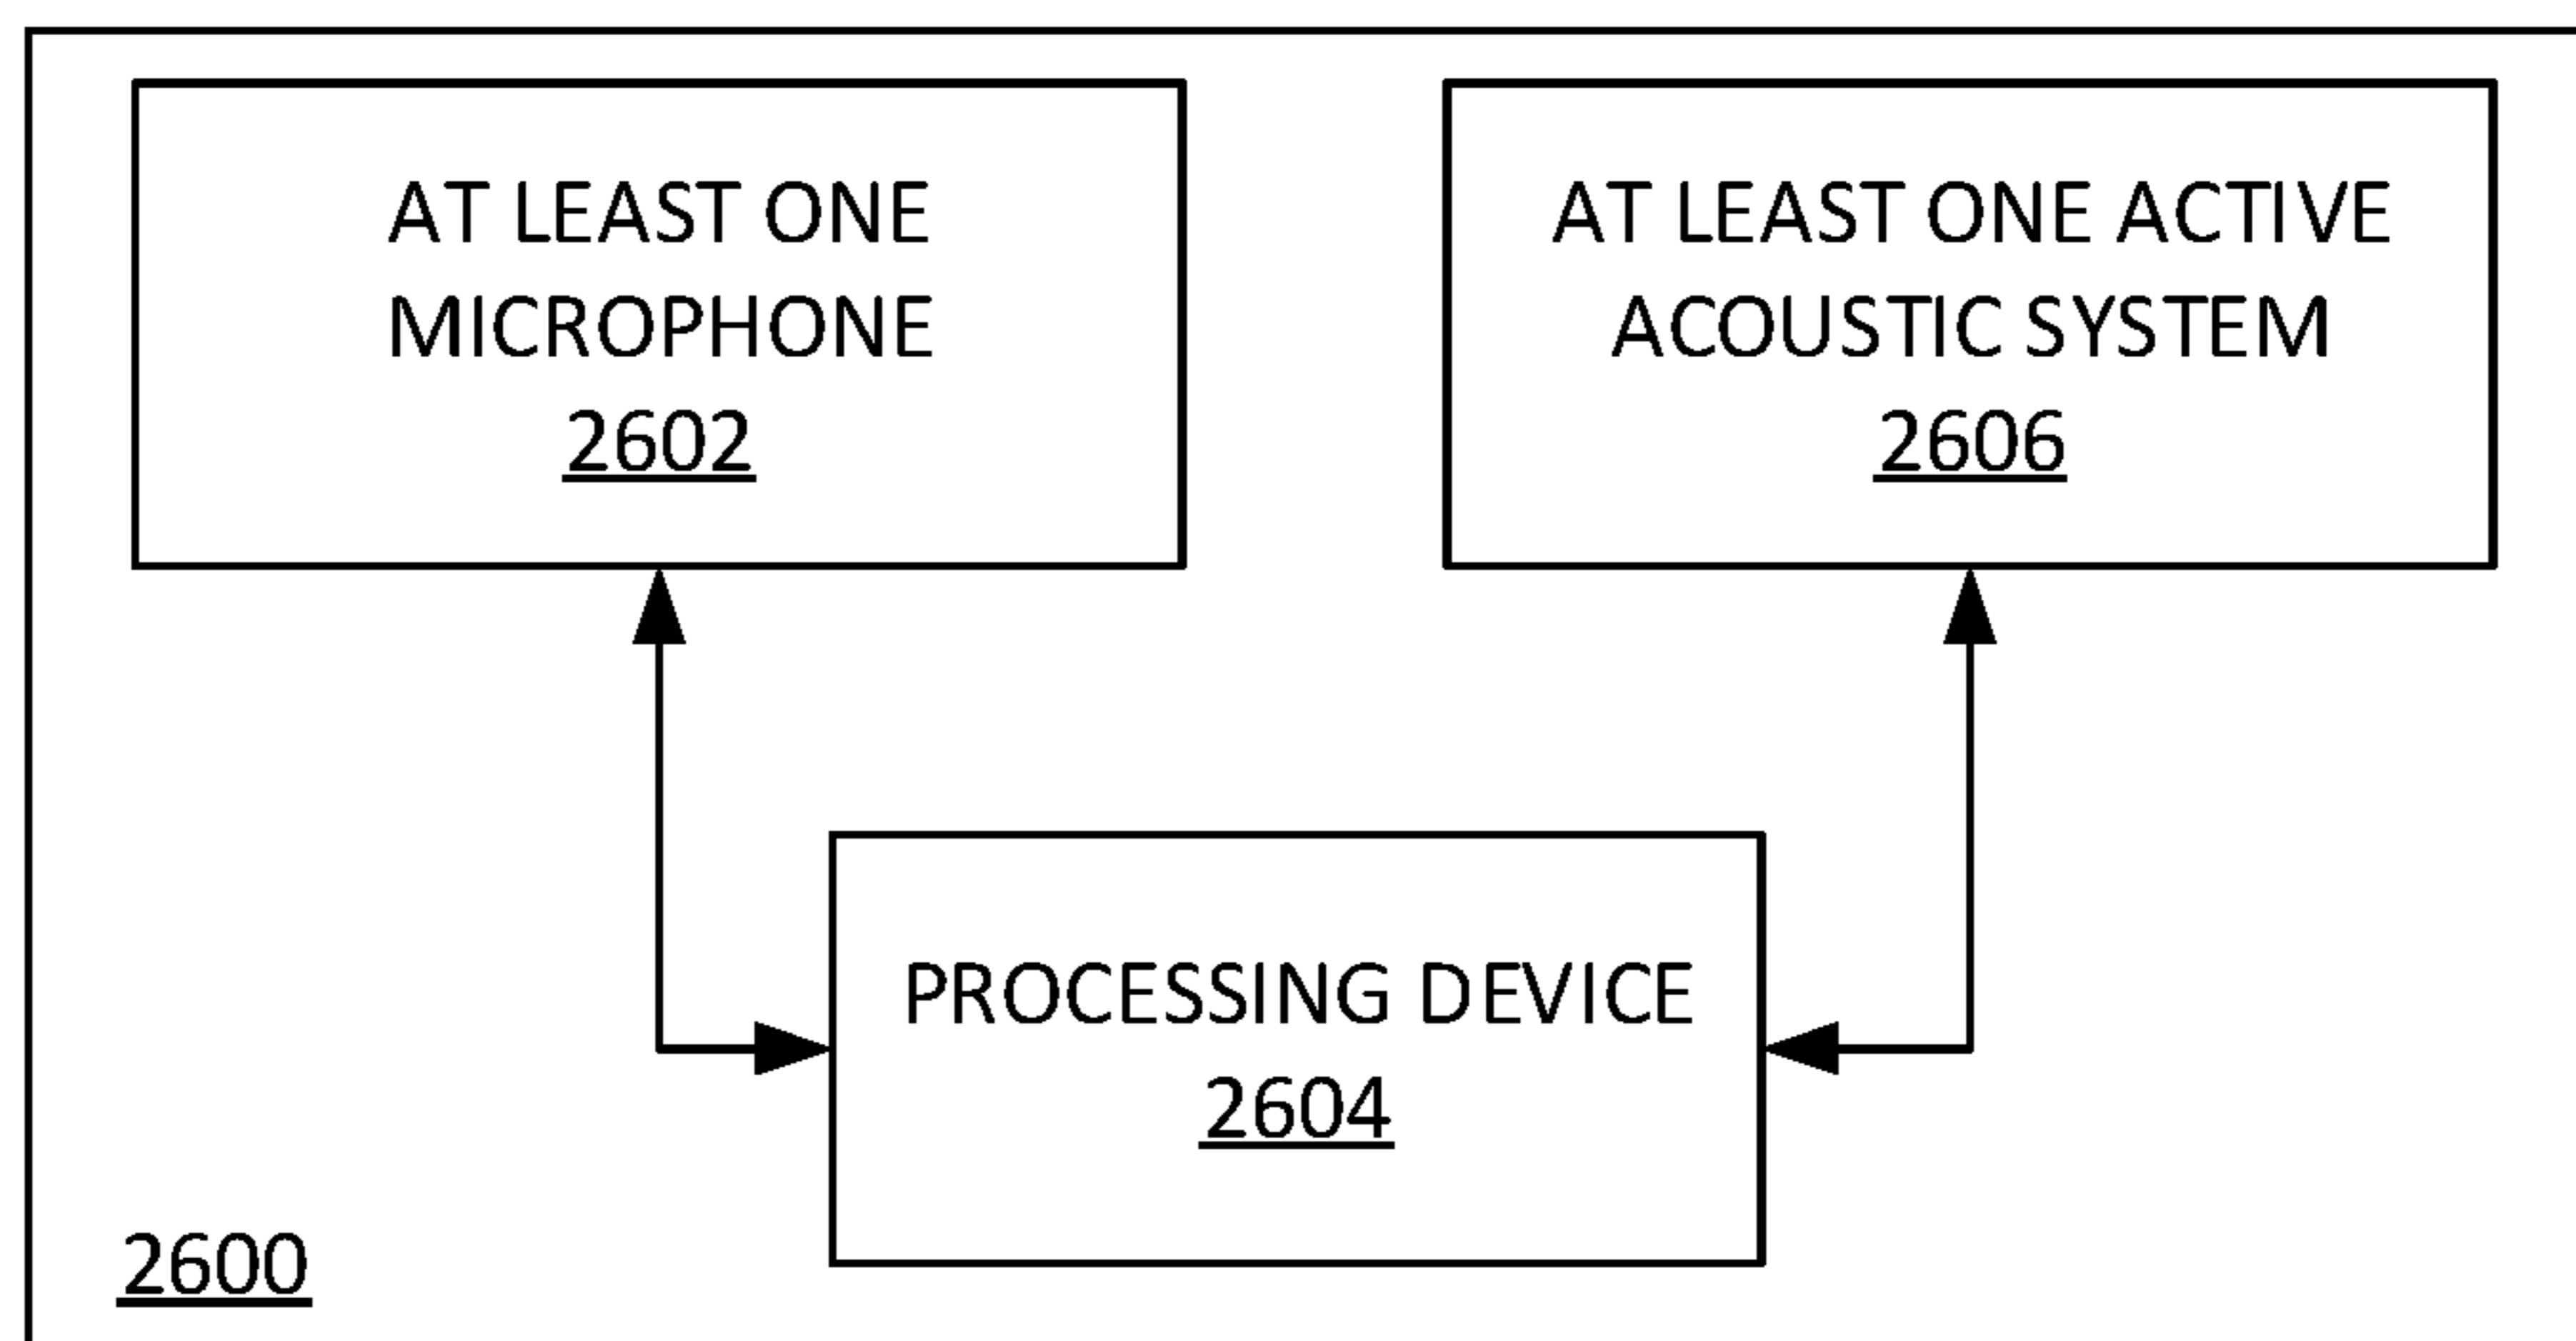 AT LEAST ONE
MICROPHONE
2602
AT LEAST ONE ACTIVE
ACOUSTIC SYSTEM
2606
PROCESSING DEVICE
2604
2600